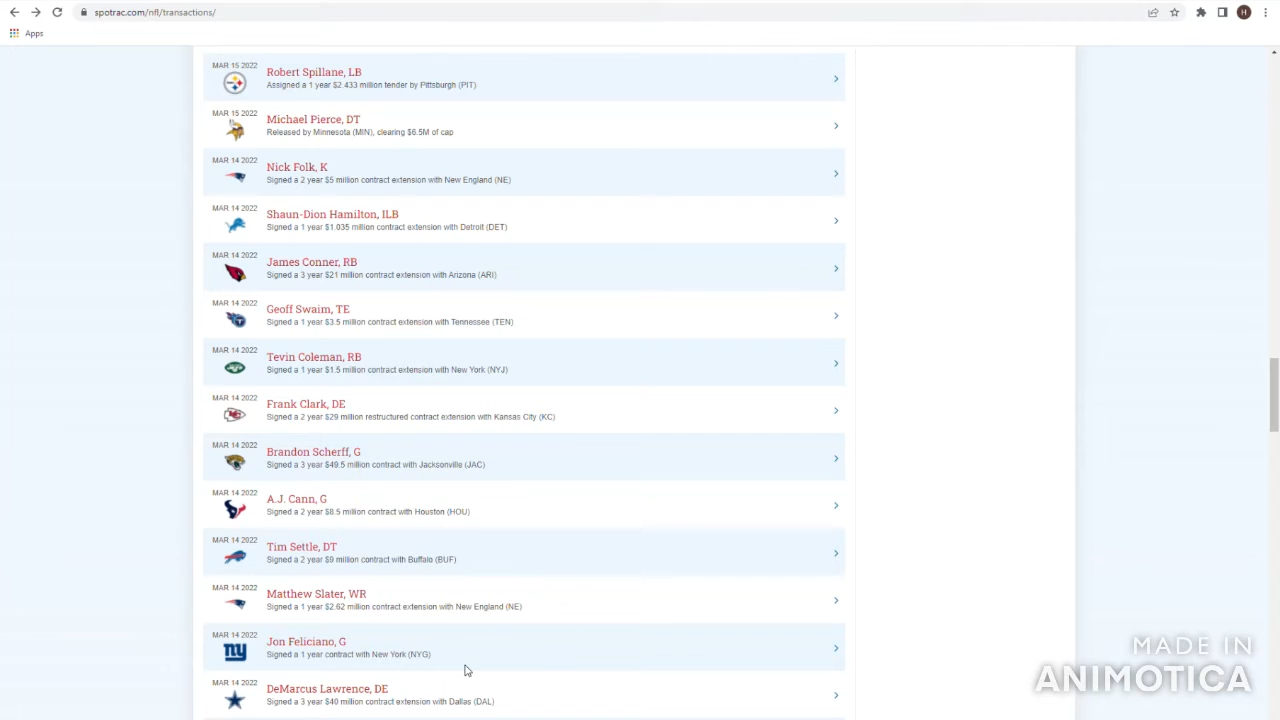 spotrac.com/nfl/transactions/
H
Apps
MAR 15 2022
Robert Spillane, LB
Assigned a 1 year $2.433 million tender by Pittsburgh (PIT)
MAR 15 2022
Michael Pierce, DT
Released by Minnesota (MIN), clearing $6.5M of cap
MAR 14 2022
Nick Folk, K
Signed a 2 year $5 million contract extension with New England (NE)
MAR 14 2022
Shaun-Dion Hamilton, ILB
Signed a 1 year $1.035 million contract extension with Detroit (DET)
MAR 14 2022
James Conner, RB
Signed a 3 year $21 million contract extension with Arizona (ARI)
MAR 14 2022
Geoff Swaim, TE
Signed a 1 year $3.5 million contract extension with Tennessee (TEN)
MAR 14 2022
Tevin Coleman, RB
Signed a 1 year $1.5 million contract extension with New York (NYJ)
MAR 14 2022
Frank Clark, DE
Signed a 2 year $29 million restructured contract extension with Kansas City (KC)
MAR 14 2022
Brandon Scherff, G
Signed a 3 year $49.5 million contract with Jacksonville (JAC)
MAR 14 2022
A.J. Cann, G
Signed a 2 year $8.5 million contract with Houston (HOU)
MAR 14 2022
Tim Settle, DT
Signed a 2 year $9 million contract with Buffalo (BUF)
MAR 14 2022
Matthew Slater, WR
Signed a 1 year $2.62 million contract extension with New England (NE)
MAR 14 2022
Jon Feliciano, G
ny
Signed a 1 year contract with New York (NYG)
MAR 14 2022
DeMarcus Lawrence, DE
Signed a 3 year $40 million contract extension with Dallas (DAL)
MADE IN
ANIMOTICA